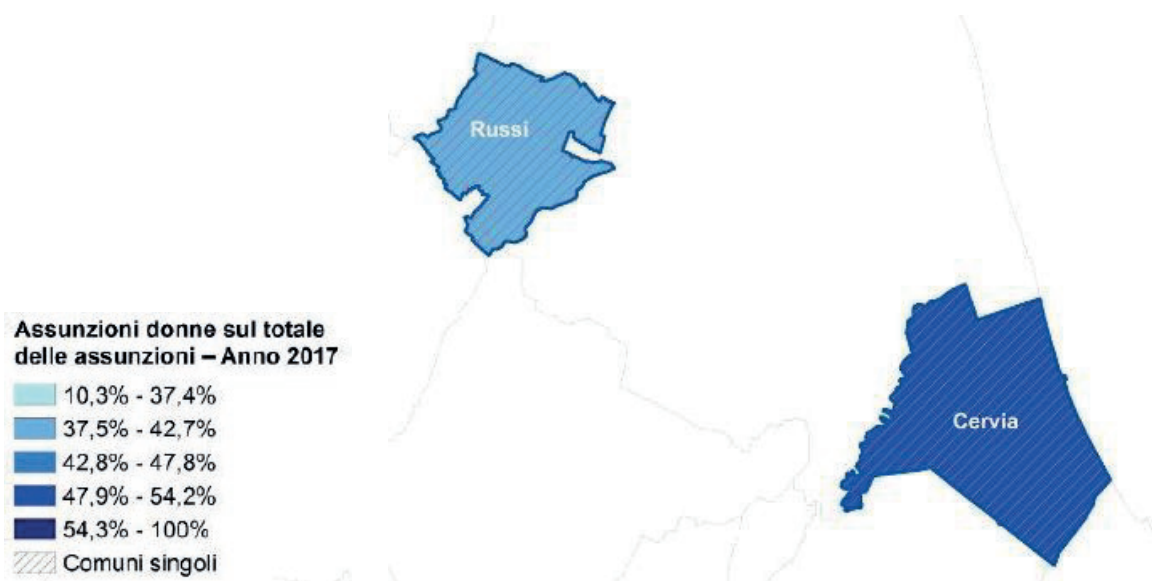 Russi
Cervia
Assunzioni donne sul totale
delle assunzioni – Anno 2017
10,3% - 37,4%
37,5% - 42,7%
42,8% - 47,8%
47,9% - 54,2%
54,3% - 100%
Comuni singoli